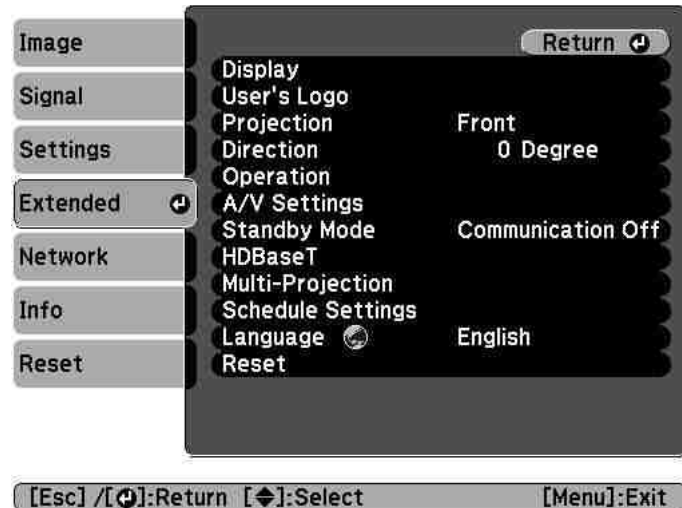 Image
Signal
Settings
Extended
Network
Info
Reset
Return
Display
User's Logo
Projection Front
Direction 0 Degree
Operation
A/V Settings
Standby Mode Communication Off
HDBaseT
Multi-Projection
Schedule Settings
Language English
Reset
[Esc] /[ ]:Return [ ]:Select [Menu]:Exit